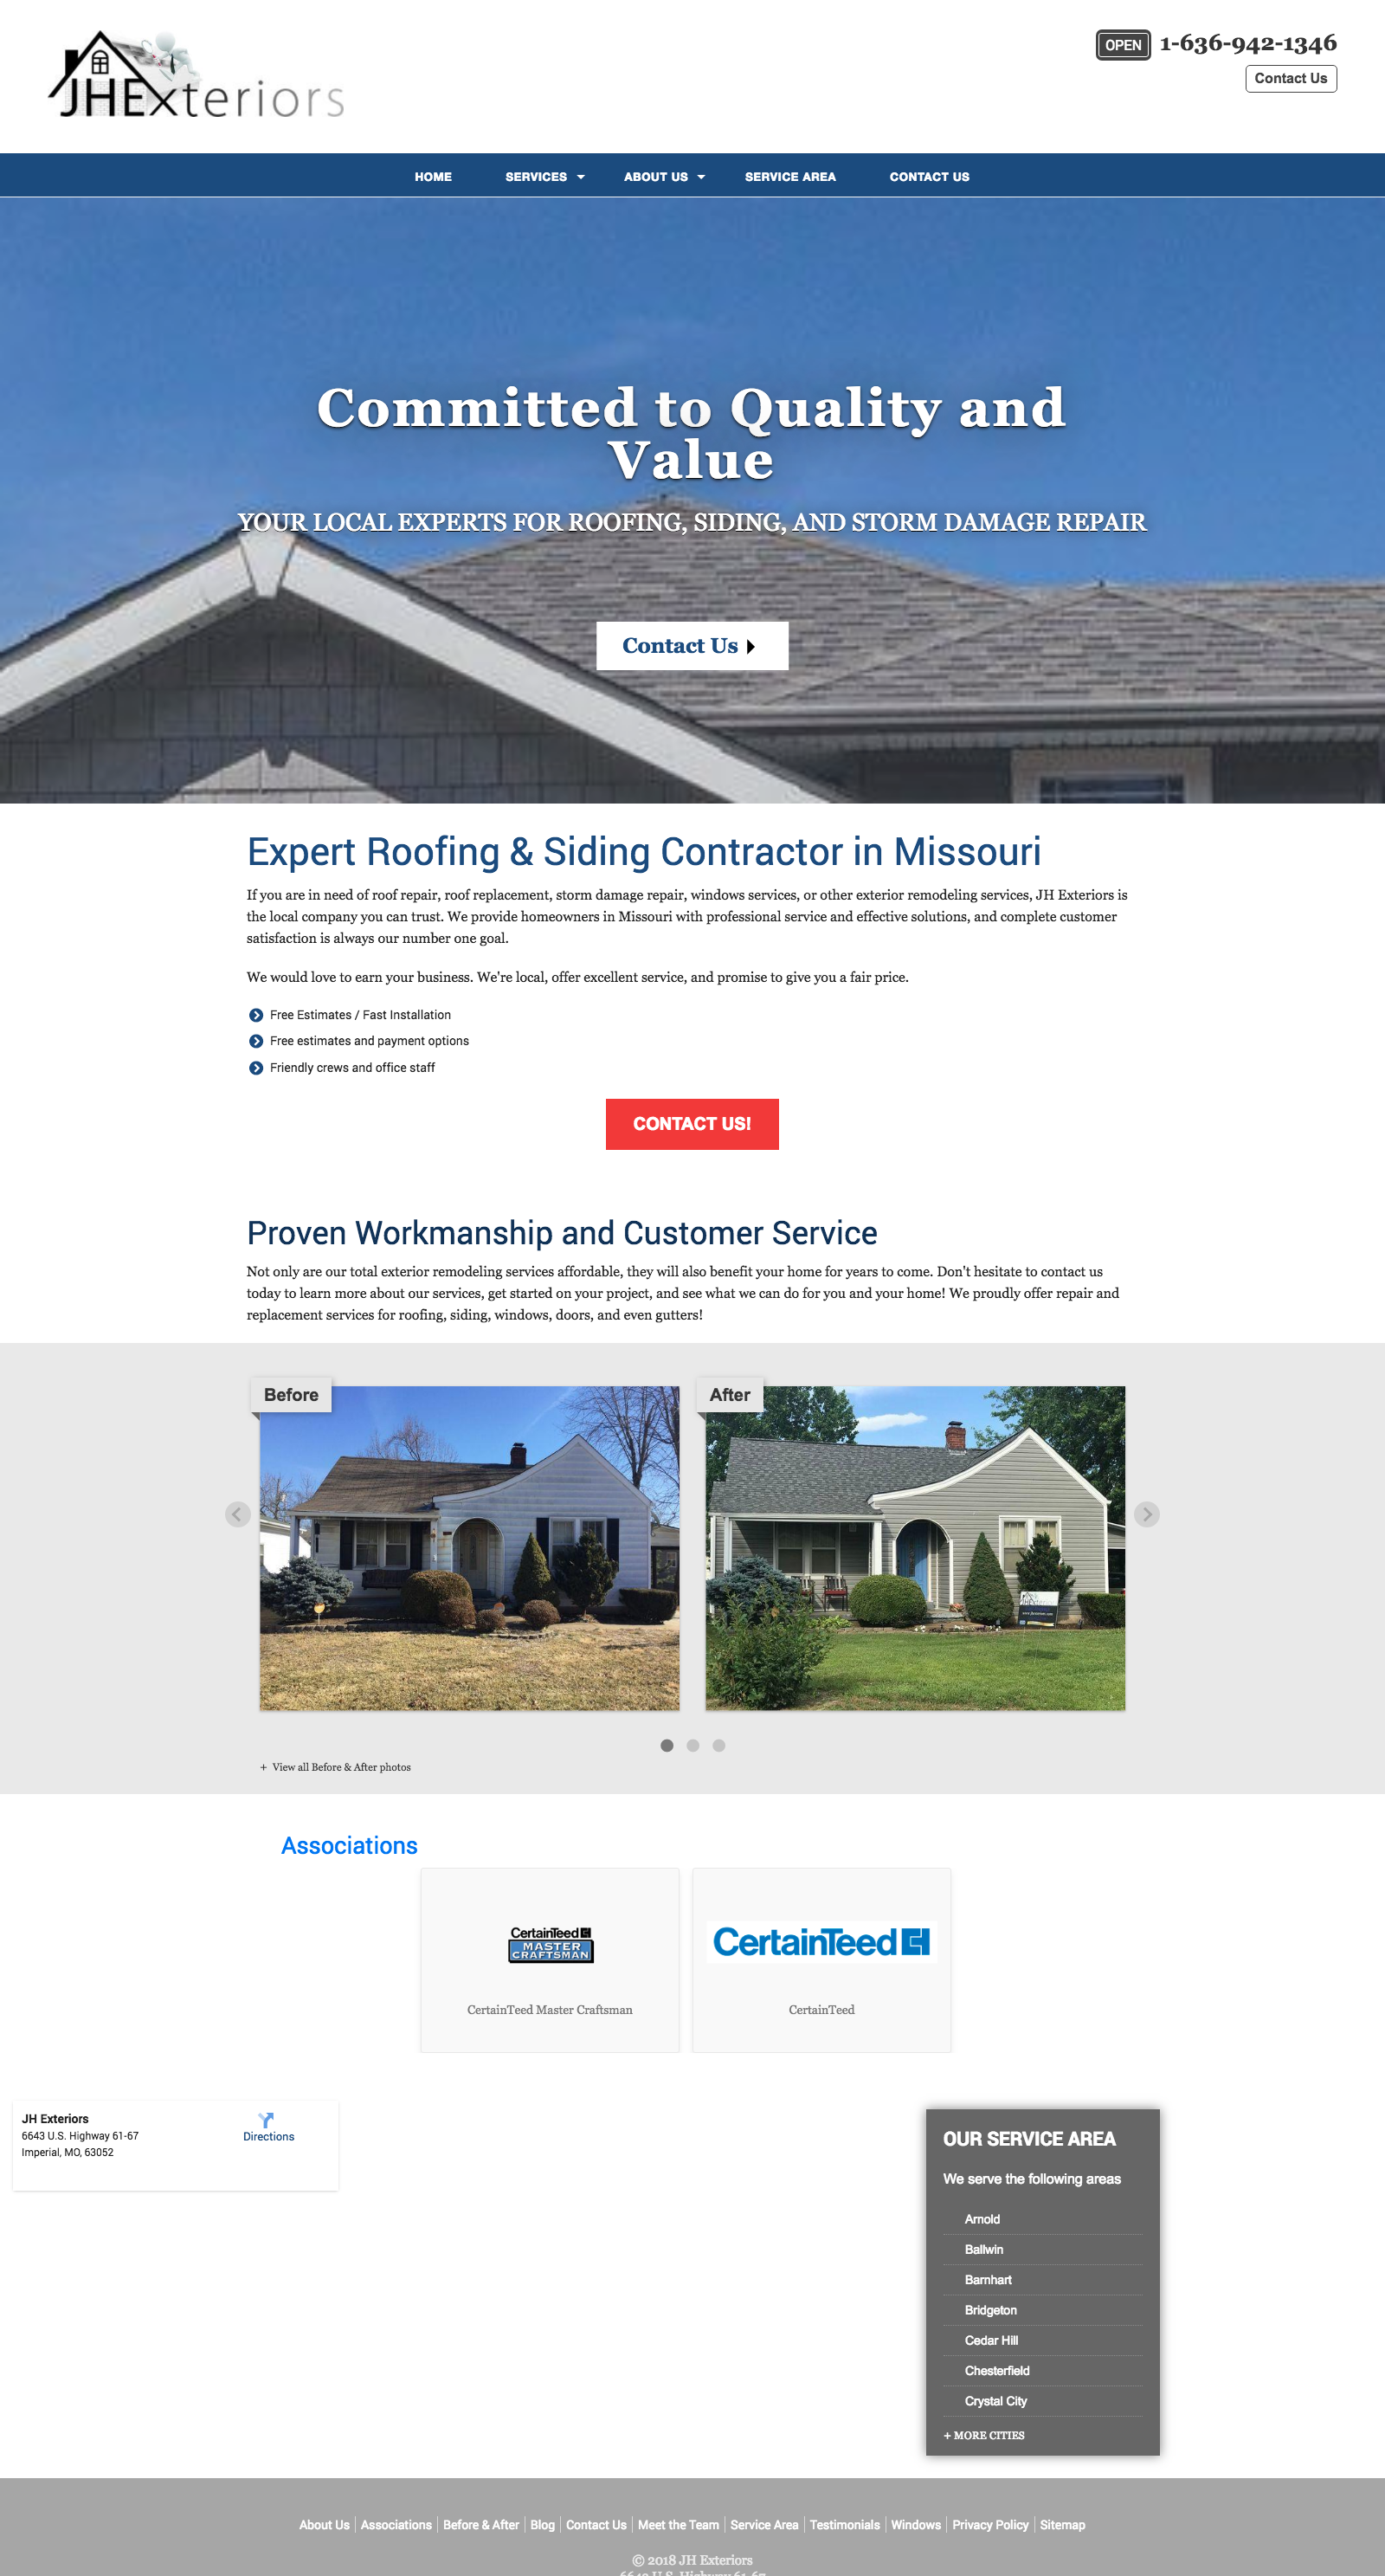 JHExteriors
OPEN 1-636-942-1346
Contact Us
HOME SERVICES ABOUT US SERVICE AREA CONTACT US
Committed to Quality and
Value
YOUR LOCAL EXPERTS FOR ROOFING, SIDING, AND STORM DAMAGE REPAIR
Contact Us
Expert Roofing & Siding Contractor in Missouri
If you are in need of roof repair, roof replacement, storm damage repair, windows services, or other exterior remodeling services, JH Exteriors is
the local company you can trust. We provide homeowners in Missouri with professional service and effective solutions, and complete customer
satisfaction is always our number one goal.
We would love to earn your business. We're local, offer excellent service, and promise to give you a fair price.
Free Estimates / Fast Installation
Free estimates and payment options
Friendly crews and office staff
CONTACT US!
Proven Workmanship and Customer Service
Not only are our total exterior remodeling services affordable, they will also benefit your home for years to come. Don't hesitate to contact us
today to learn more about our services, get started on your project, and see what we can do for you and your home! We proudly offer repair and
replacement services for roofing, siding, windows, doors, and even gutters!
Before
After
+ View all Before & After photos
Associations
CertainTeed
MASTER
CRAFTSMAN
CertainTeed Master Craftsman
CertainTeed
CertainTeed
JH Exteriors
6643 U.S. Highway 61-67
Imperial, MO, 63052
Directions
OUR SERVICE AREA
We serve the following areas
Arnold
Ballwin
Barnhart
Bridgeton
Cedar Hill
Chesterfield
Crystal City
+ MORE CITIES
About Us | Associations | Before & After | Blog | Contact Us | Meet the Team | Service Area | Testimonials | Windows | Privacy Policy | Sitemap
© 2018 JH Exteriors
6643 U.S. Highway 61-67